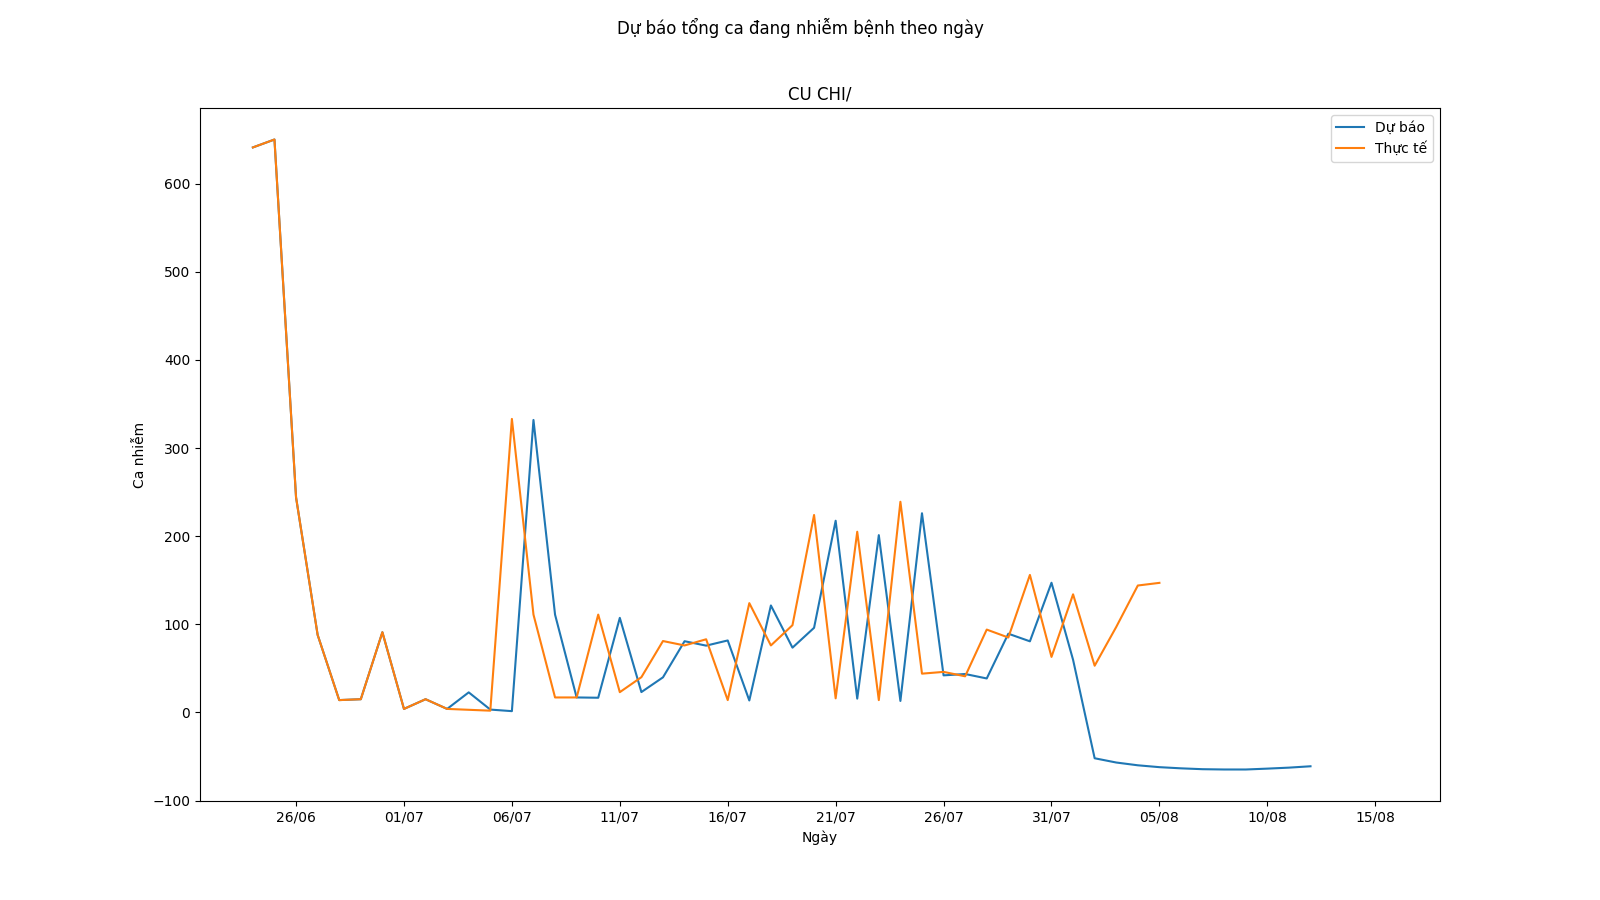 Dự báo tổng ca đang nhiễm bệnh theo ngày
CU CHI/
Dự báo
Thực tế
600
500
400
300
200
100
0
−100
Ca nhiễm
26/06 01/07 06/07 11/07 16/07 21/07 26/07 31/07 05/08 10/08 15/08
Ngày